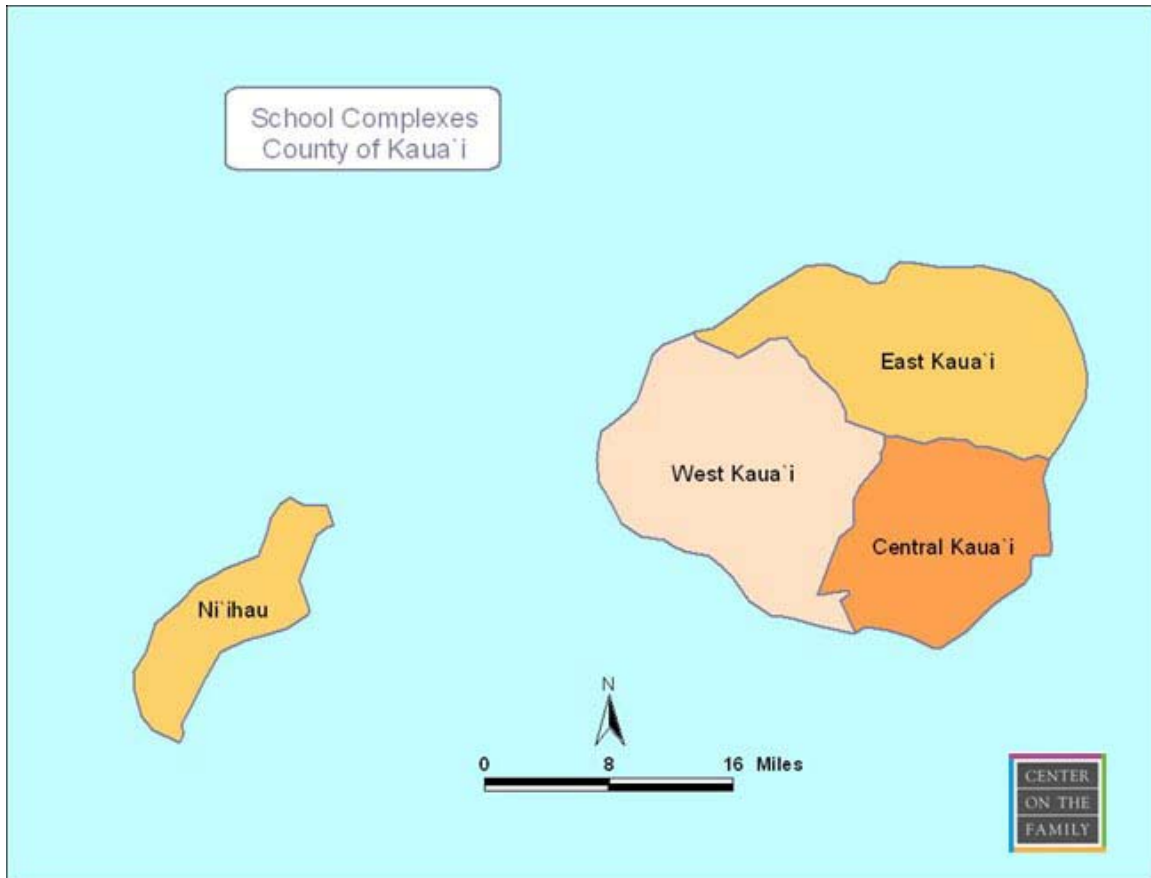 School Complexes
County of Kaua`i
East Kaua`i
West Kaua`i
Central Kaua`i
Ni`ihau
N
0 8 16 Miles
CENTER
ON THE
FAMILY